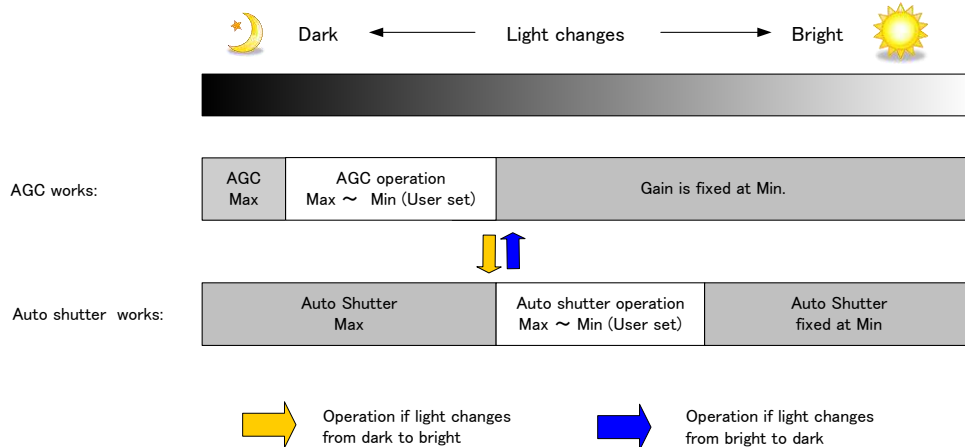 Dark Light changes Bright
AGC works:
AGC
Max
AGC operation
Max ～ Min (User set)
Gain is fixed at Min.
Auto shutter works:
Auto Shutter
Max
Auto shutter operation
Max ～ Min (User set)
Auto Shutter
fixed at Min
Operation if light changes
from dark to bright
Operation if light changes
from bright to dark